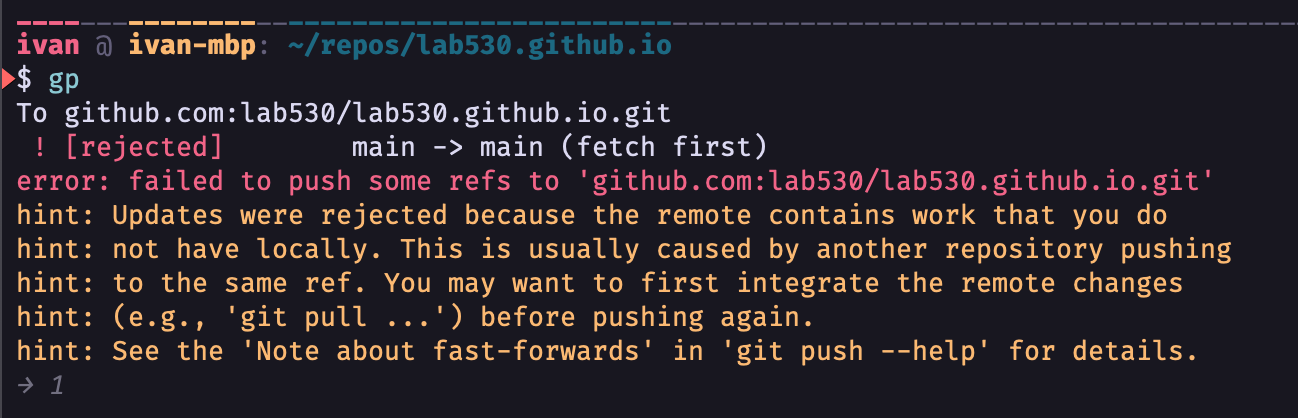 ivan @ ivan-mbp: ~/repos/lab530.github.io
$ gp
To github.com:lab530/lab530.github.io.git
 ! [rejected]        main -> main (fetch first)
error: failed to push some refs to 'github.com:lab530/lab530.github.io.git'
hint: Updates were rejected because the remote contains work that you do
hint: not have locally. This is usually caused by another repository pushing
hint: to the same ref. You may want to first integrate the remote changes
hint: (e.g., 'git pull ...') before pushing again.
hint: See the 'Note about fast-forwards' in 'git push --help' for details.
→ 1